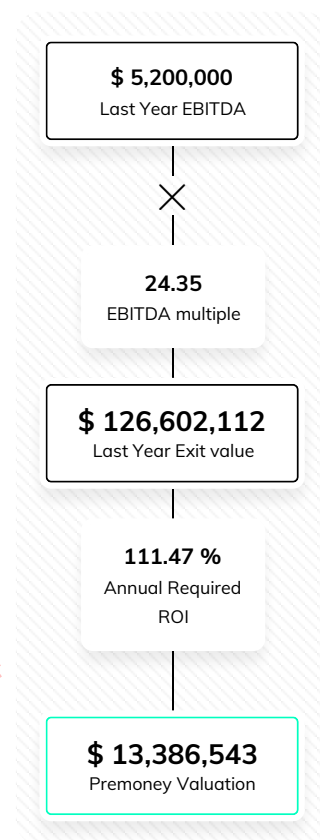 $ 5,200,000
Last Year EBITDA
24.35
EBITDA multiple
$ 126,602,112
Last Year Exit value
111.47 %
Annual Required
ROI
$ 13,386,543
Premoney Valuation